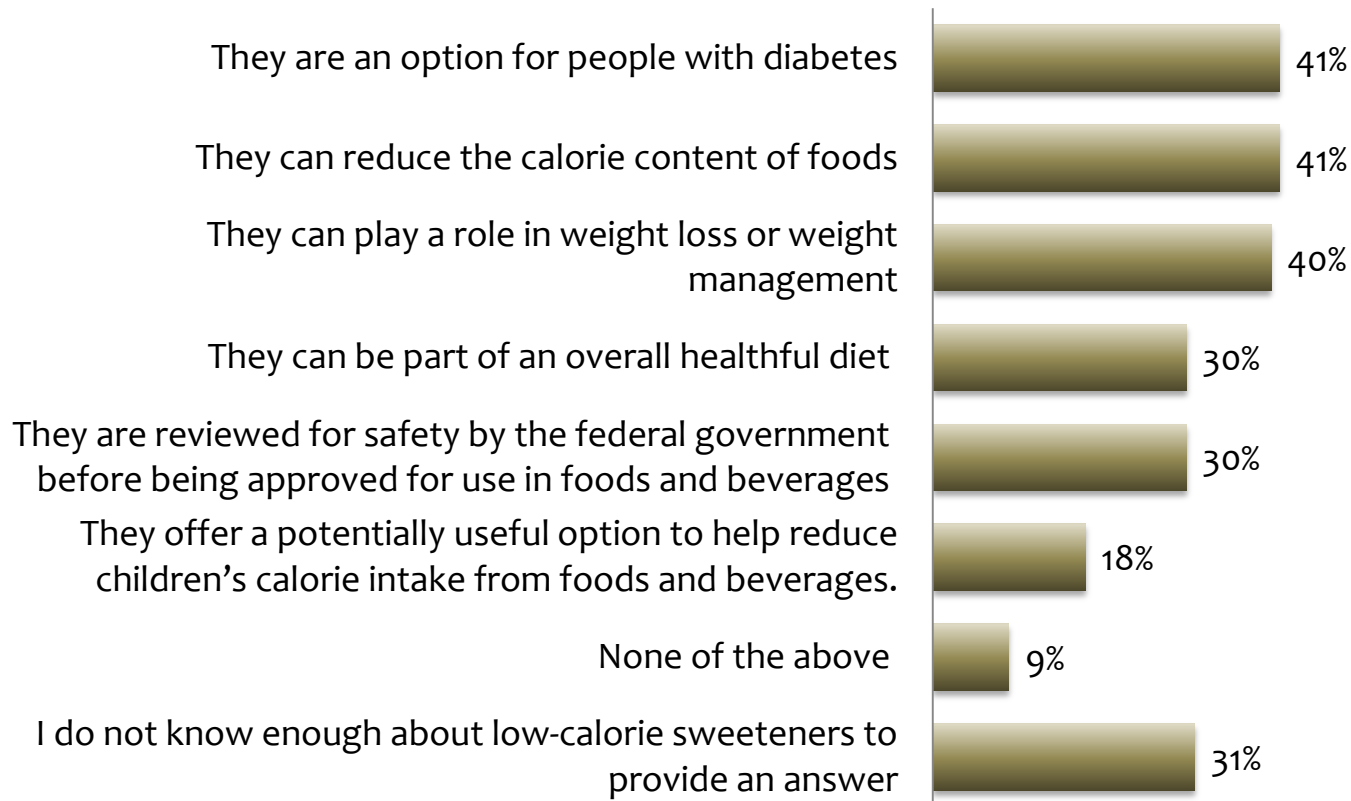 They are an option for people with diabetes
41%
They can reduce the calorie content of foods
41%
They can play a role in weight loss or weight
management
40%
They can be part of an overall healthful diet
30%
They are reviewed for safety by the federal government
before being approved for use in foods and beverages
30%
They offer a potentially useful option to help reduce
children’s calorie intake from foods and beverages.
18%
None of the above
9%
I do not know enough about low-calorie sweeteners to
provide an answer
31%